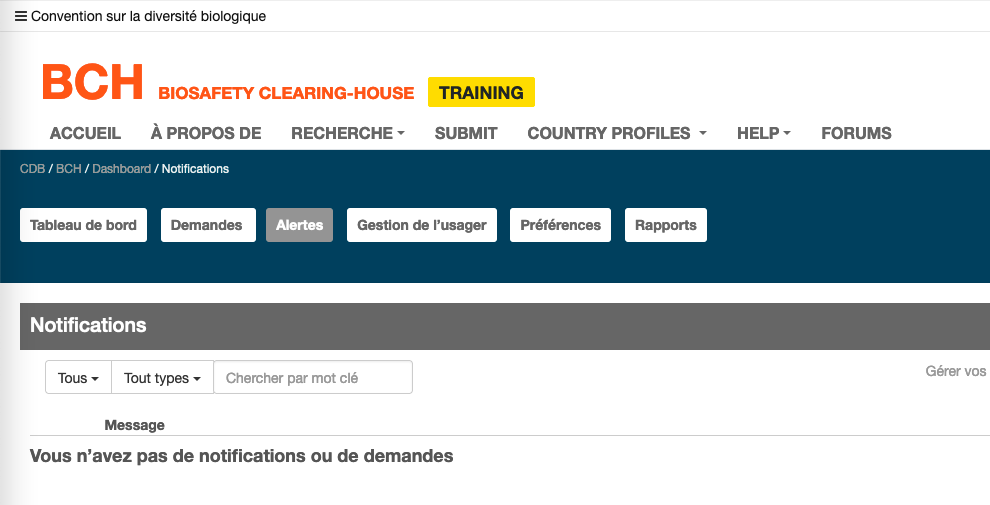 Convention sur la diversité biologique
BCH BIOSAFETY CLEARING-HOUSE TRAINING
ACCUEIL À PROPOS DE RECHERCHE SUBMIT COUNTRY PROFILES HELP FORUMS
CDB / BCH / Dashboard / Notifications
Tableau de bord Demandes Alertes Gestion de l’usager Préférences Rapports
Notifications
Tous Tout types Chercher par mot clé Gérer vos
Message
Vous n’avez pas de notifications ou de demandes